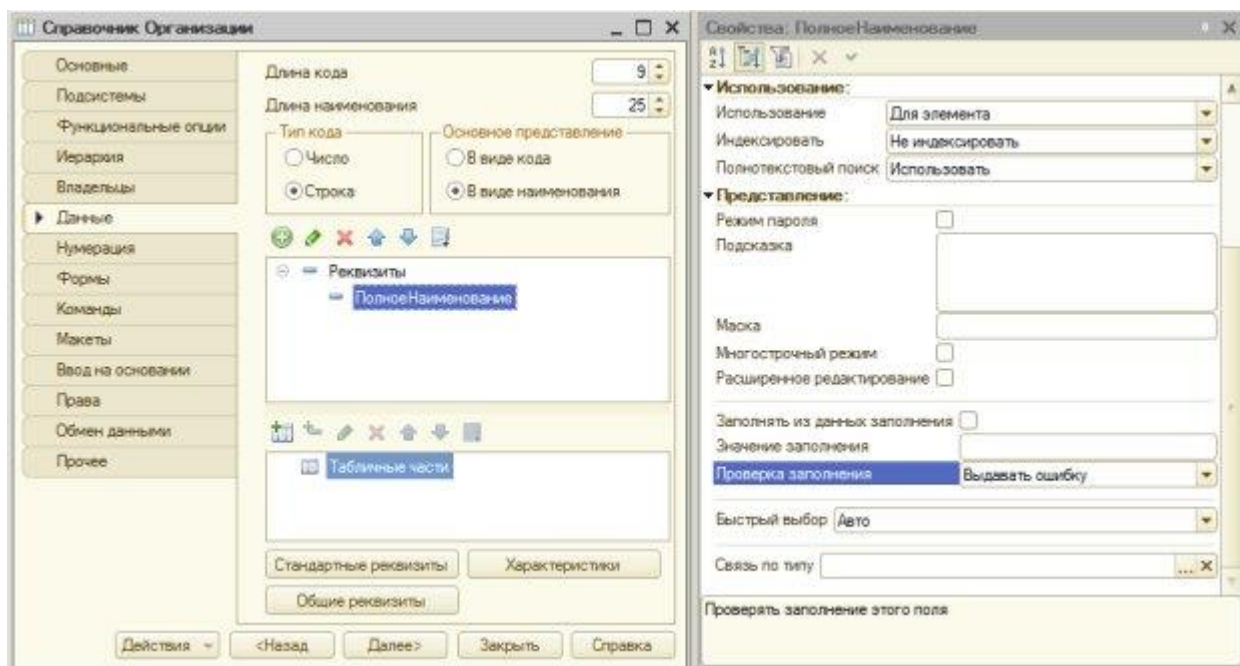 Справочник Организации
Основные
Подсистемы
Функциональные опции
Иерархия
Владельцы
Данные
Нумерация
Формы
Команды
Макеты
Ввод на основании
Права
Обмен данными
Прочее
Длина кода 9
Длина наименования 25
Тип кода
Число
Строка
Основное представление
В виде кода
В виде наименования
Реквизиты
ПолноеНаименование
Табличные части
Стандартные реквизиты Характеристики
Общие реквизиты
Действия <Назад Далее> Закрыть Справка
Свойства: ПолноеНаименование
Использование:
Использование Для элемента
Индексировать Не индексировать
Полнотекстовый поиск Использовать
Представление:
Режим пароля
Подсказка
Маска
Многострочный режим
Расширенное редактирование
Заполнять из данных заполнения
Значение заполнения
Проверка заполнения Выдавать ошибку
Быстрый выбор Авто
Связь по типу ...
Проверять заполнение этого поля